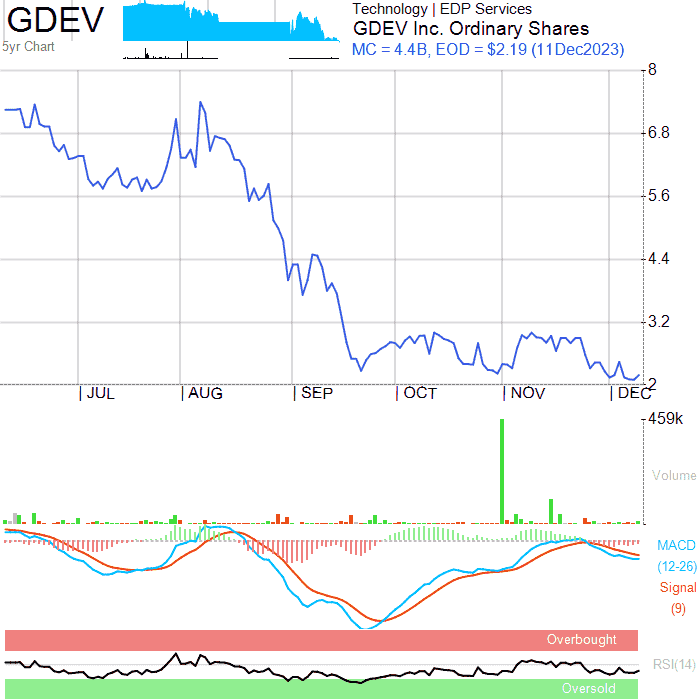 GDEV
5yr Chart
Technology | EDP Services
GDEV Inc. Ordinary Shares
MC = 4.4B, EOD = $2.19 (11Dec2023)
8
6.8
5.6
4.4
3.2
2
JUL
AUG
SEP
OCT
NOV
DEC
459k
Volume
MACD
(12-26)
Signal
(9)
Overbought
RSI(14)
Oversold